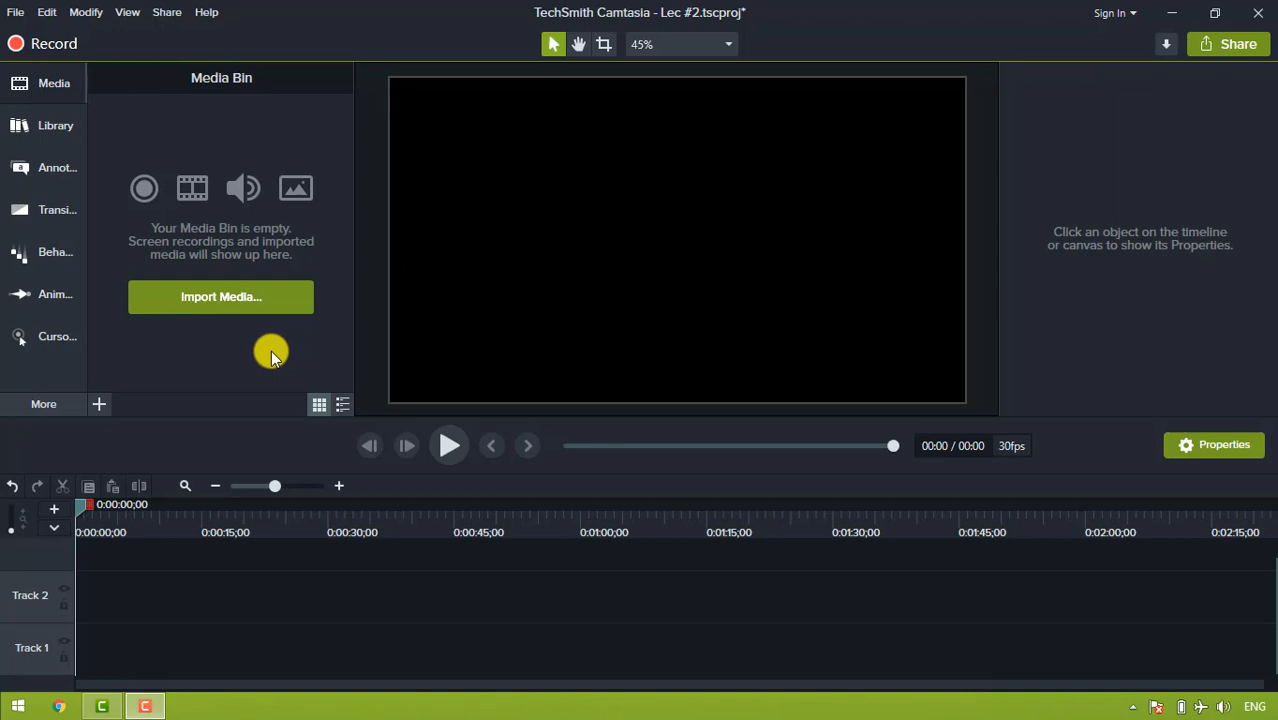 File Edit Modify View Share Help
TechSmith Camtasia - Lec #2.tscproj*
Sign In
Record
45%
Share
Media
Media Bin
Library
Annot...
Transi...
Beha...
Anim...
Curso...
More
Your Media Bin is empty.
Screen recordings and imported
media will show up here.
Import Media...
Click an object on the timeline
or canvas to show its Properties.
00:00 / 00:00 30fps
Properties
0:00:00;00
0:00:00;00 0:00:15;00 0:00:30;00 0:00:45;00 0:01:00;00 0:01:15;00 0:01:30;00 0:01:45;00 0:02:00;00 0:02:15;00
Track 2
Track 1
ENG